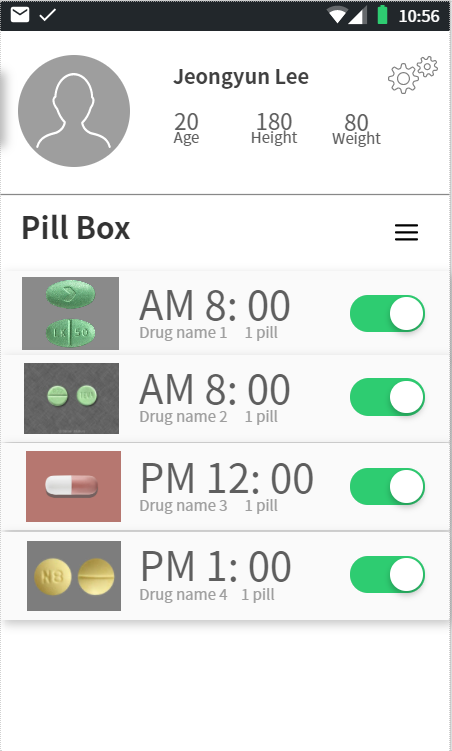 10:56
Jeongyun Lee
20 180 80
Age Height Weight
Pill Box
AM 8: 00
Drug name 1 1 pill
AM 8: 00
Drug name 2 1 pill
PM 12: 00
Drug name 3 1 pill
N8
PM 1: 00
Drug name 4 1 pill